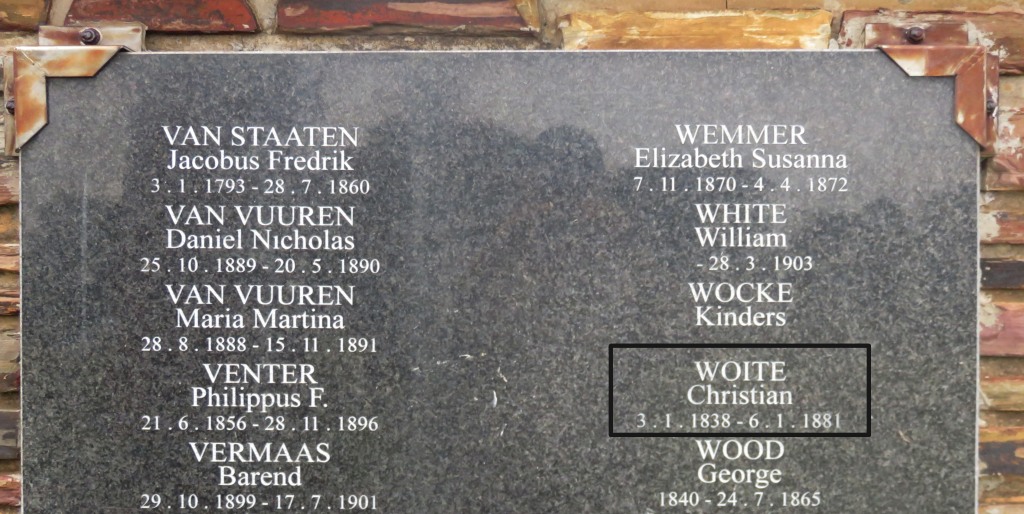 VAN STAATEN
Jacobus Fredrik
3 . 1 . 1793 - 28 . 7 . 1860
VAN VUUREN
Daniel Nicholas
25 . 10 . 1889 - 20 . 5 . 1890
VAN VUUREN
Maria Martina
28 . 8 . 1888 - 15 . 11 . 1891
VENTER
Philippus F.
21 . 6 . 1856 - 28 . 11 . 1896
VERMAAS
Barend
29 . 10 . 1899 - 17 . 7 . 1901
WEMMER
Elizabeth Susanna
7 . 11 . 1870 - 4 . 4 . 1872
WHITE
William
- 28 . 3 . 1903
WOCKE
Kinders
WOITE
Christian
3 . 1 . 1838 - 6 . 1 . 1881
WOOD
George
1840 - 24 . 7 . 1865